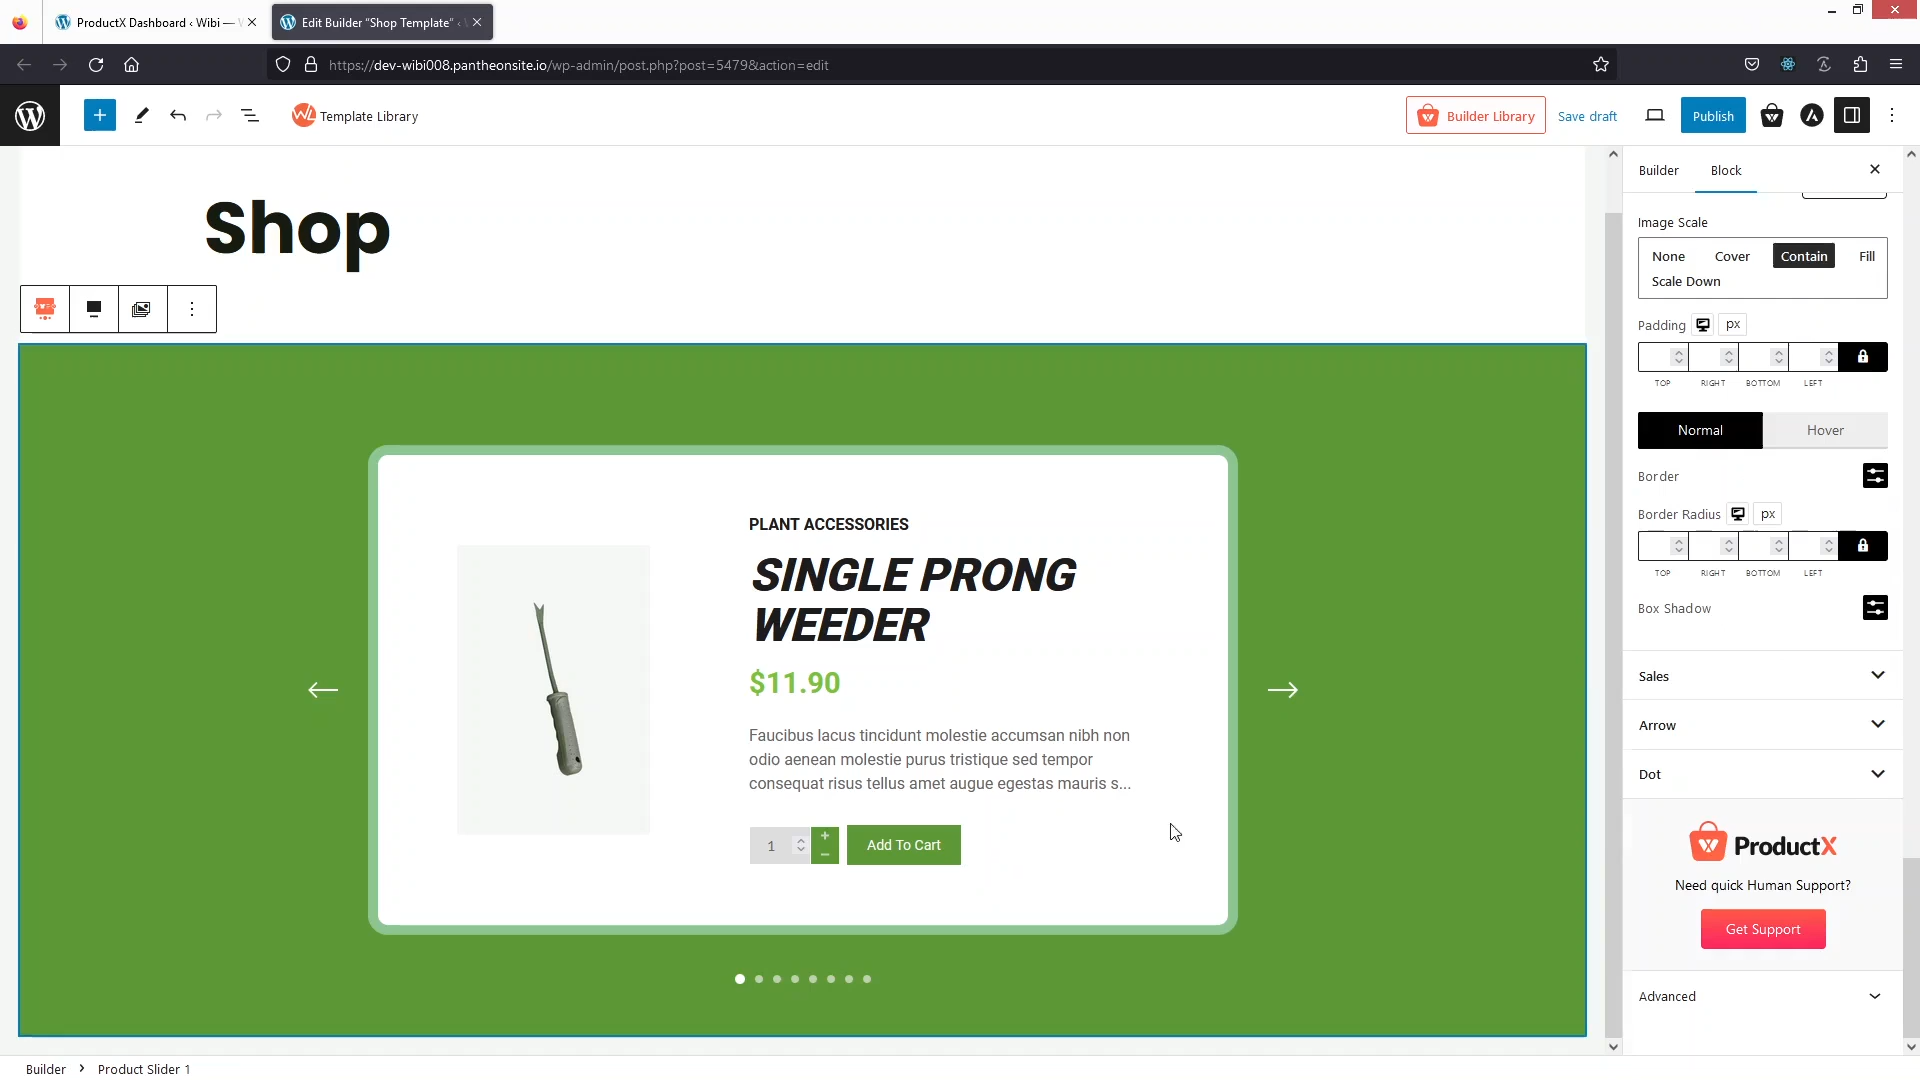 ProductX Dashboard ‹ Wibi —
Edit Builder “Shop Template” ‹
https://dev-wibi008.pantheonsite.io/wp-admin/post.php?post=5479&action=edit
Template Library
Builder Library
Save draft
Publish
Builder
Block
Shop
Image Scale
None
Cover
Contain
Fill
Scale Down
Padding
px
TOP
RIGHT
BOTTOM
LEFT
Normal
Hover
Border
Border Radius
px
TOP
RIGHT
BOTTOM
LEFT
Box Shadow
Sales
Arrow
Dot
ProductX
Need quick Human Support?
Get Support
Advanced
PLANT ACCESSORIES
SINGLE PRONG
WEEDER
$11.90
Faucibus lacus tincidunt molestie accumsan nibh non
odio aenean molestie purus tristique sed tempor
consequat risus tellus amet augue egestas mauris s...
1
+
−
Add To Cart
Builder › Product Slider 1